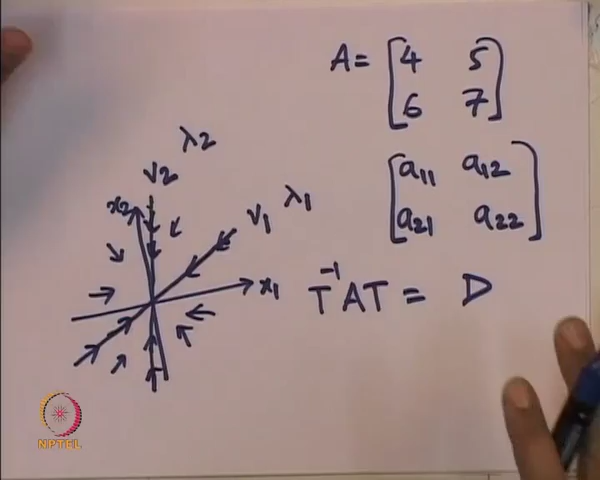 A = [4 5
6 7]
[a11 a12
a21 a22]
T⁻¹AT = D
λ2
v2
x2
v1 λ1
x1
NPTEL